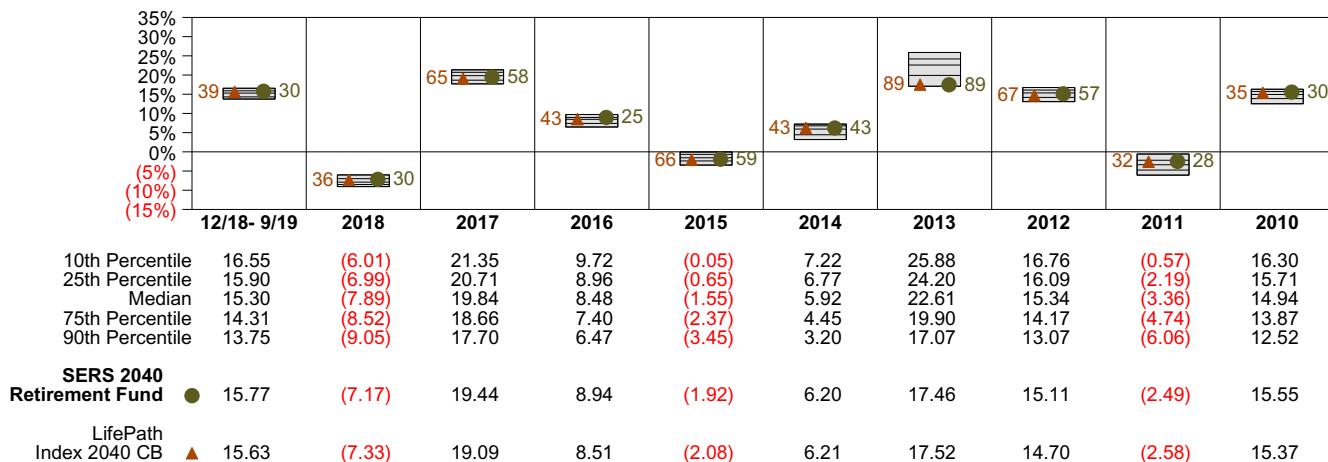 35%
30%
25%
20%
15%
10%
5%
0%
(5%)
(10%)
(15%)
39 30
36 30
65 58
43 25
66 59
43 43
89 89
67 57
32 28
35 30
12/18- 9/19 2018 2017 2016 2015 2014 2013 2012 2011 2010
10th Percentile 16.55 (6.01) 21.35 9.72 (0.05) 7.22 25.88 16.76 (0.57) 16.30
25th Percentile 15.90 (6.99) 20.71 8.96 (0.65) 6.77 24.20 16.09 (2.19) 15.71
Median 15.30 (7.89) 19.84 8.48 (1.55) 5.92 22.61 15.34 (3.36) 14.94
75th Percentile 14.31 (8.52) 18.66 7.40 (2.37) 4.45 19.90 14.17 (4.74) 13.87
90th Percentile 13.75 (9.05) 17.70 6.47 (3.45) 3.20 17.07 13.07 (6.06) 12.52
SERS 2040
Retirement Fund 15.77 (7.17) 19.44 8.94 (1.92) 6.20 17.46 15.11 (2.49) 15.55
LifePath
Index 2040 CB 15.63 (7.33) 19.09 8.51 (2.08) 6.21 17.52 14.70 (2.58) 15.37